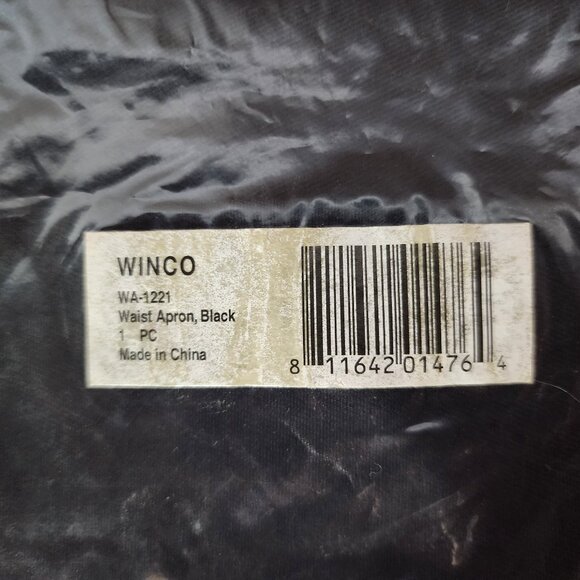 WINCO
WA-1221
Waist Apron, Black
1 PC
Made in China
8 11642 01476 4